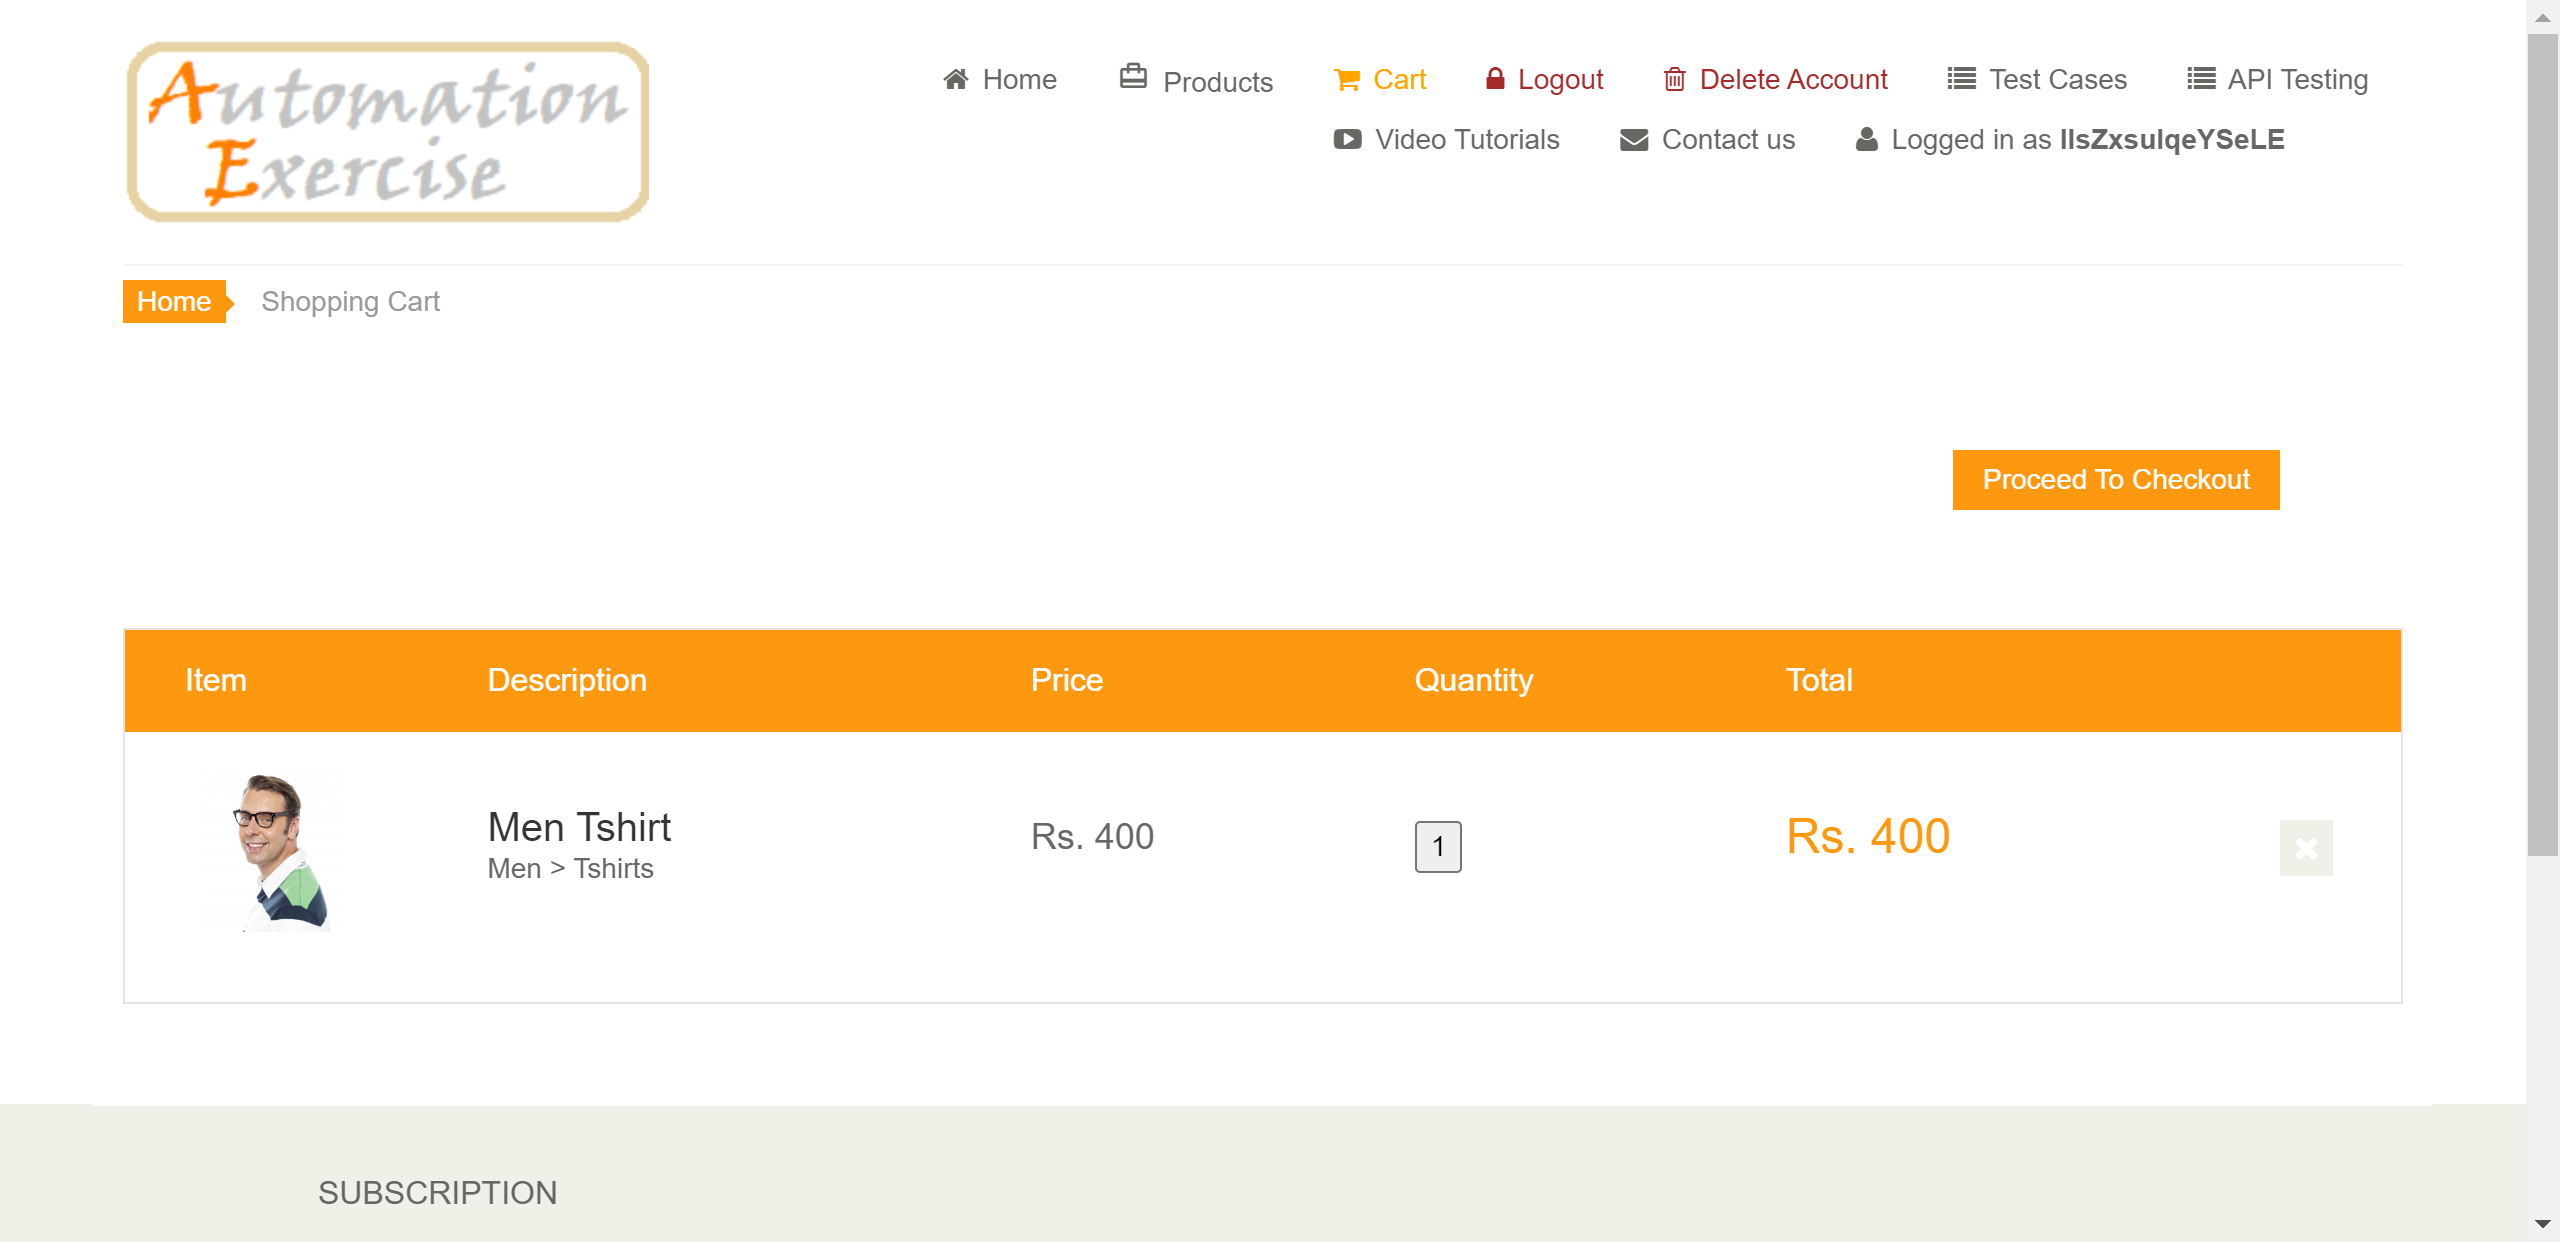 Automation
Exercise
Home
Products
Cart
Logout
Delete Account
Test Cases
API Testing
Video Tutorials
Contact us
Logged in as IlsZxsulqeYSeLE
Home
Shopping Cart
Proceed To Checkout
Item Description Price Quantity Total
Men Tshirt
Men > Tshirts
Rs. 400
1
Rs. 400
SUBSCRIPTION